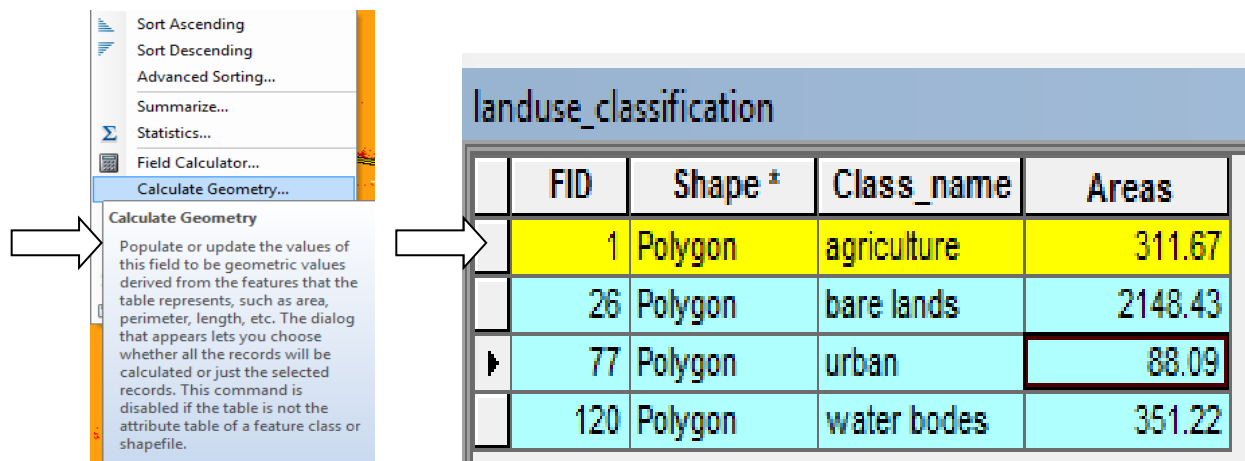 Sort Ascending
Sort Descending
Advanced Sorting...
Summarize...
Σ Statistics...
Field Calculator...
Calculate Geometry...
Calculate Geometry
Populate or update the values of
this field to be geometric values
derived from the features that the
table represents, such as area,
perimeter, length, etc. The dialog
that appears lets you choose
whether all the records will be
calculated or just the selected
records. This command is
disabled if the table is not the
attribute table of a feature class or
shapefile.
landuse_classification
FID Shape * Class_name Areas
1 Polygon agriculture 311.67
26 Polygon bare lands 2148.43
77 Polygon urban 88.09
120 Polygon water bodes 351.22